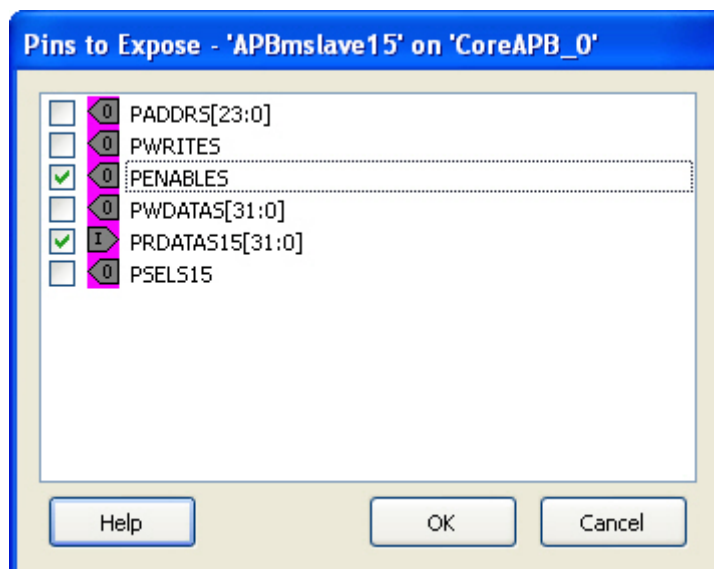 Pins to Expose - 'APBmslave15' on 'CoreAPB_0'
O PADDRS[23:0]
O PWRITES
O PENABLES
O PWDATAS[31:0]
I PRDATAS15[31:0]
O PSELS15
Help OK Cancel